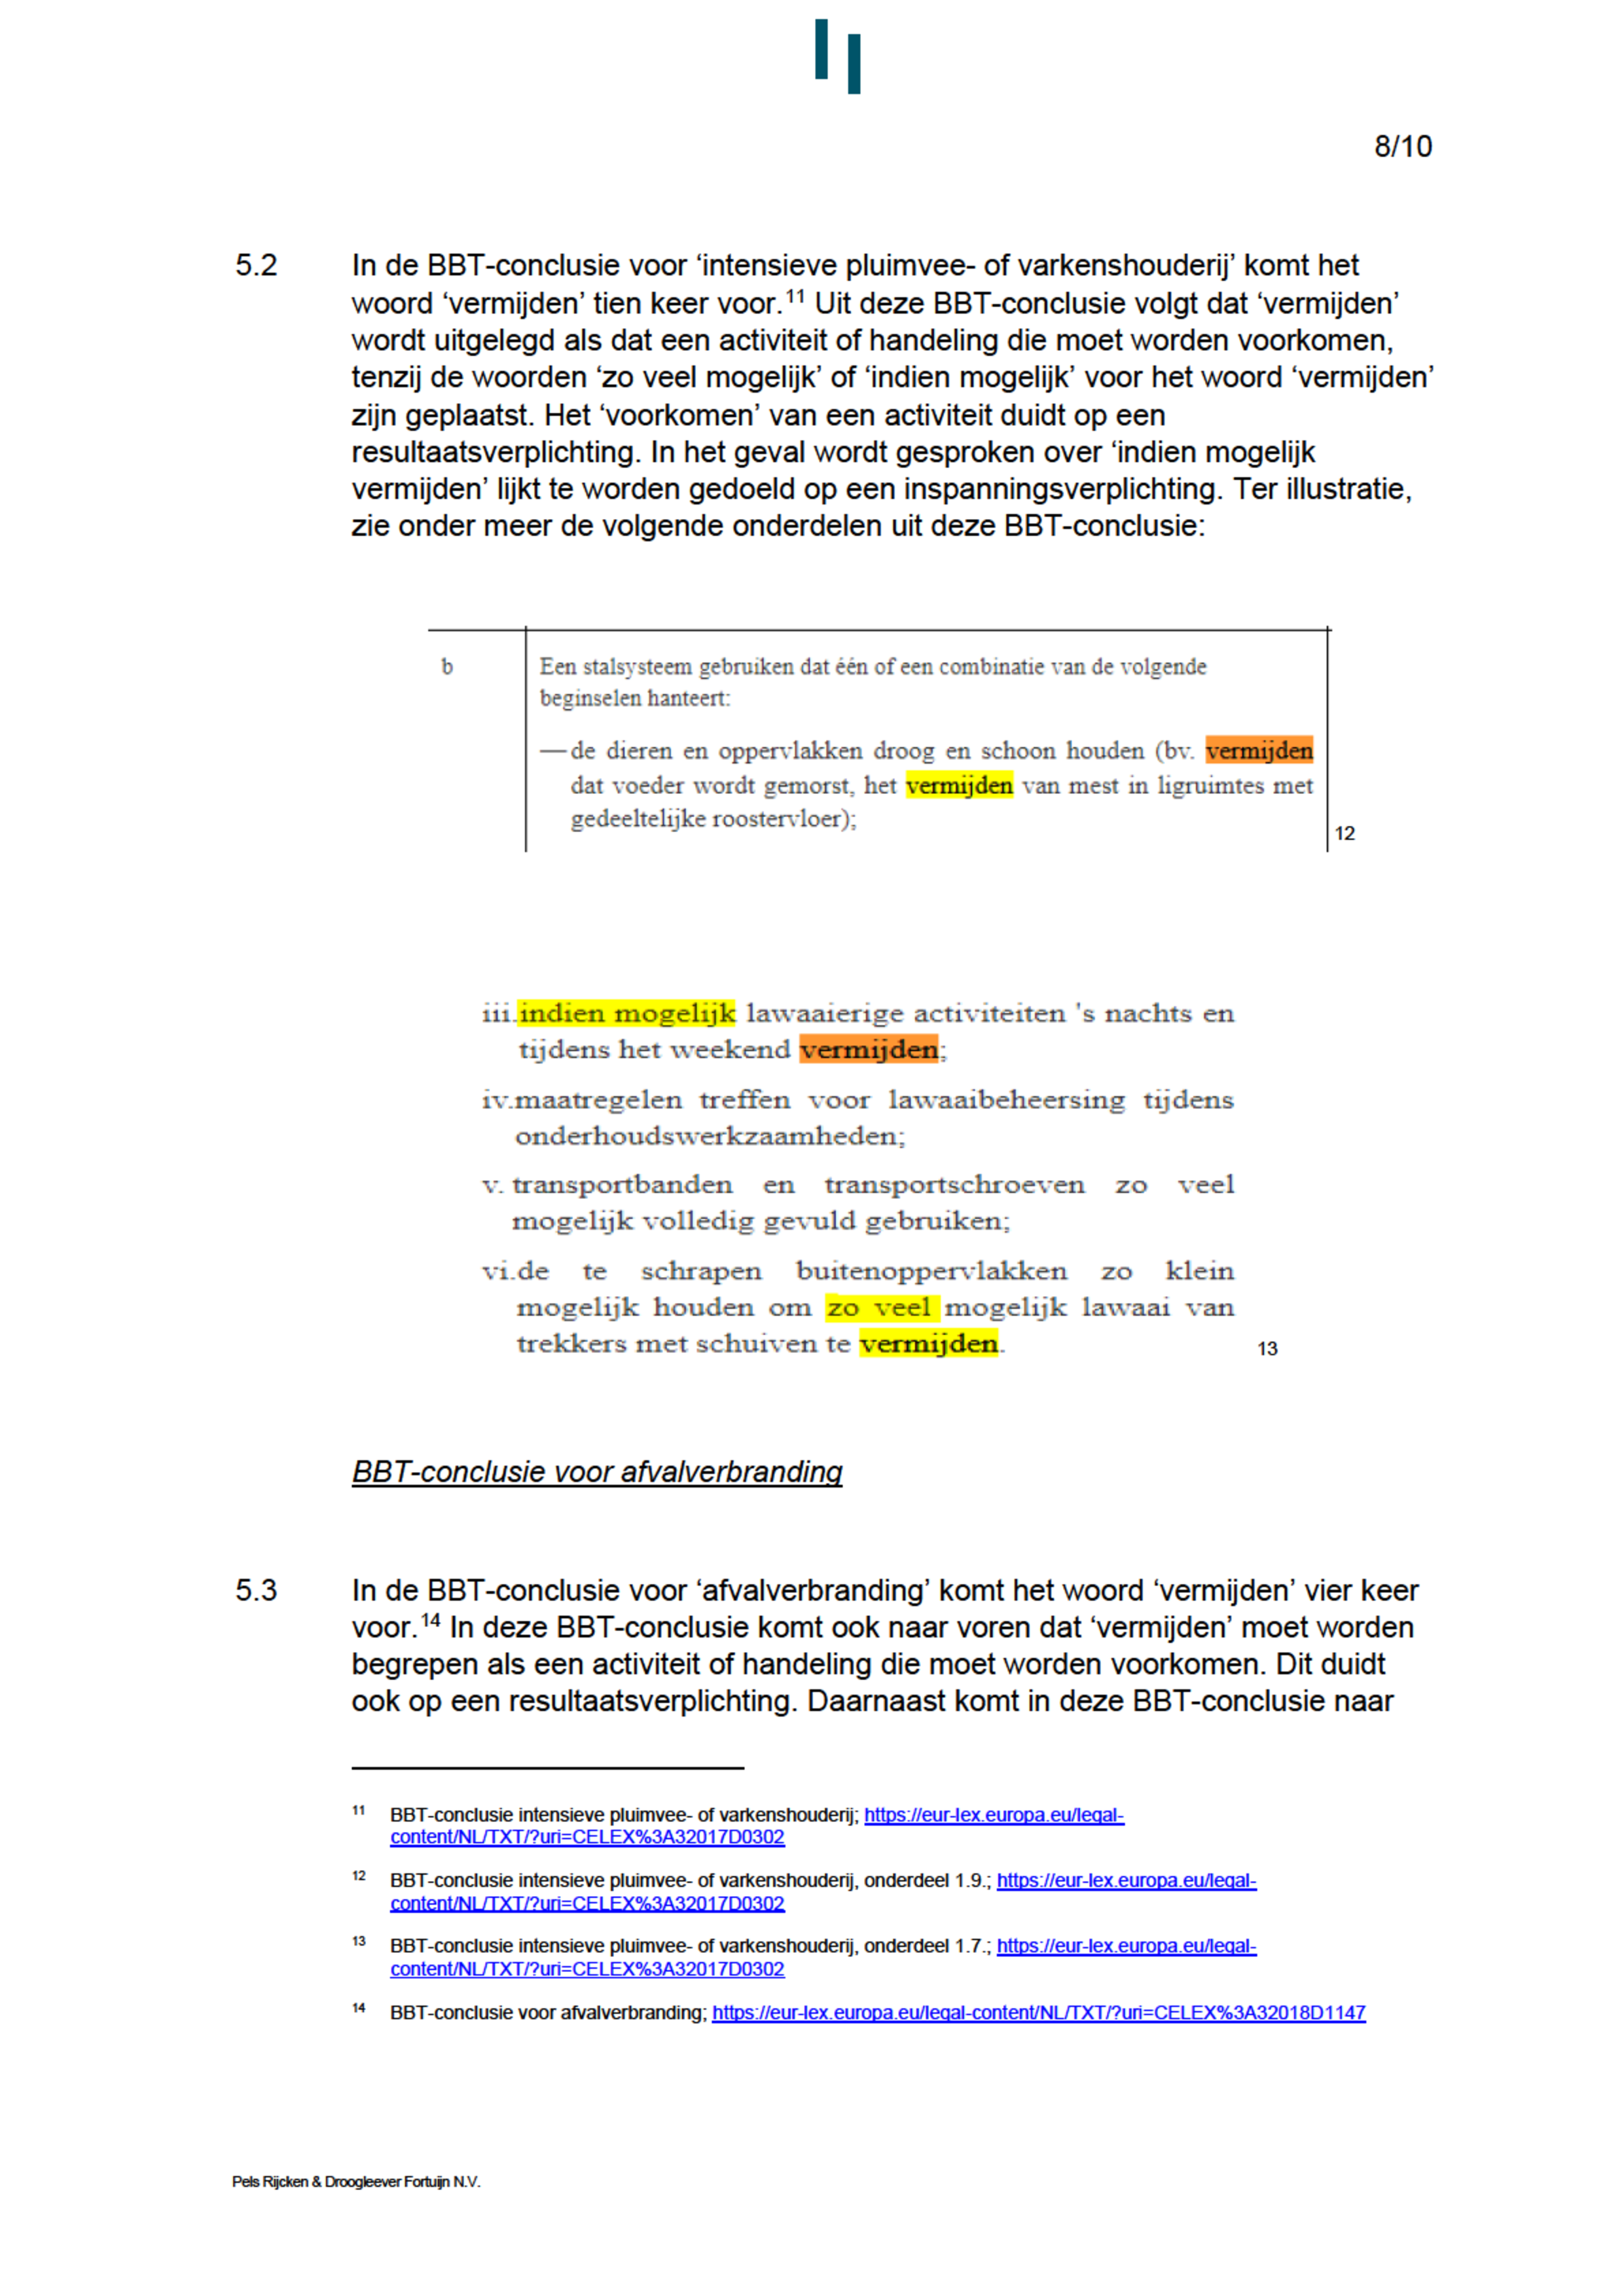 8/10
5.2 In de BBT-conclusie voor ‘intensieve pluimvee- of varkenshouderij’ komt het
woord ‘vermijden’ tien keer voor.11 Uit deze BBT-conclusie volgt dat ‘vermijden’
wordt uitgelegd als dat een activiteit of handeling die moet worden voorkomen,
tenzij de woorden ‘zo veel mogelijk’ of ‘indien mogelijk’ voor het woord ‘vermijden’
zijn geplaatst. Het ‘voorkomen’ van een activiteit duidt op een
resultaatsverplichting. In het geval wordt gesproken over ‘indien mogelijk
vermijden’ lijkt te worden gedoeld op een inspanningsverplichting. Ter illustratie,
zie onder meer de volgende onderdelen uit deze BBT-conclusie:
b Een stalsysteem gebruiken dat één of een combinatie van de volgende
beginselen hanteert:
— de dieren en oppervlakken droog en schoon houden (bv. vermijden
dat voeder wordt gemorst, het vermijden van mest in ligruimtes met
gedeeltelijke roostervloer);
12
iii. indien mogelijk lawaaierige activiteiten 's nachts en
tijdens het weekend vermijden;
iv. maatregelen treffen voor lawaaibeheersing tijdens
onderhoudswerkzaamheden;
v. transportbanden en transportschroeven zo veel
mogelijk volledig gevuld gebruiken;
vi. de te schrapen buitenoppervlakken zo klein
mogelijk houden om zo veel mogelijk lawaai van
trekkers met schuiven te vermijden.
13
BBT-conclusie voor afvalverbranding
5.3 In de BBT-conclusie voor ‘afvalverbranding’ komt het woord ‘vermijden’ vier keer
voor.14 In deze BBT-conclusie komt ook naar voren dat ‘vermijden’ moet worden
begrepen als een activiteit of handeling die moet worden voorkomen. Dit duidt
ook op een resultaatsverplichting. Daarnaast komt in deze BBT-conclusie naar
11 BBT-conclusie intensieve pluimvee- of varkenshouderij; https://eur-lex.europa.eu/legal-
content/NL/TXT/?uri=CELEX%3A32017D0302
12 BBT-conclusie intensieve pluimvee- of varkenshouderij, onderdeel 1.9.; https://eur-lex.europa.eu/legal-
content/NL/TXT/?uri=CELEX%3A32017D0302
13 BBT-conclusie intensieve pluimvee- of varkenshouderij, onderdeel 1.7.; https://eur-lex.europa.eu/legal-
content/NL/TXT/?uri=CELEX%3A32017D0302
14 BBT-conclusie voor afvalverbranding; https://eur-lex.europa.eu/legal-content/NL/TXT/?uri=CELEX%3A32018D1147
Pels Rijcken & Droogleever Fortuijn N.V.